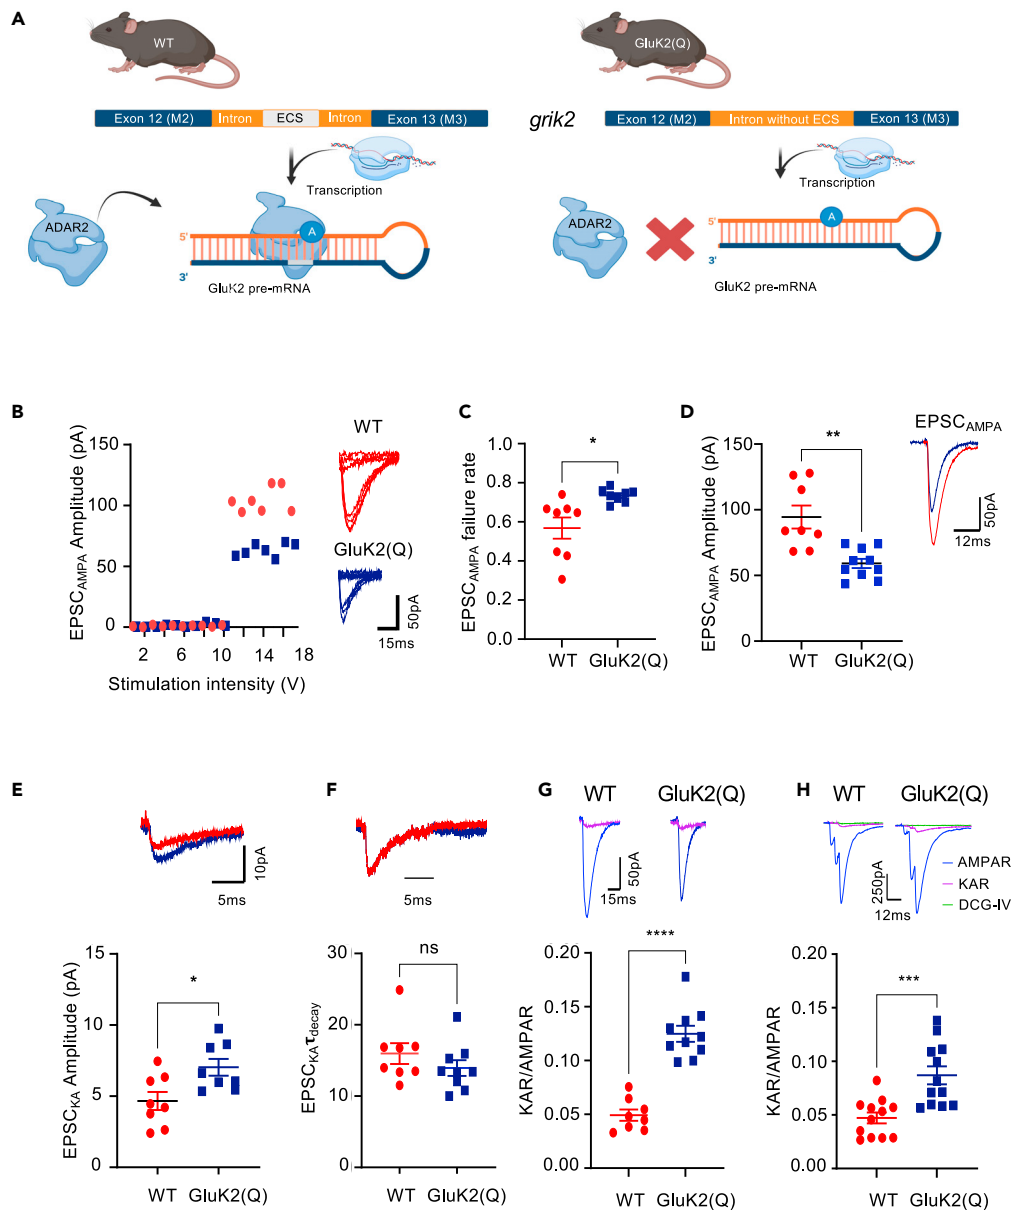 A
WT
GluK2(Q)
Exon 12 (M2) Intron ECS Intron Exon 13 (M3)
grik2 Exon 12 (M2) Intron without ECS Exon 13 (M3)
Transcription
Transcription
ADAR2
A
5'
3'
GluK2 pre-mRNA
ADAR2
A
5'
3'
GluK2 pre-mRNA
B
EPSC_AMPA Amplitude (pA)
150
100
50
0
2 6 10 14 18
Stimulation intensity (V)
WT
GluK2(Q)
50pA
15ms
C
EPSC_AMPA failure rate
1.0
0.8
0.6
0.4
0.2
0.0
*
WT GluK2(Q)
D
EPSC_AMPA Amplitude (pA)
150
100
50
0
**
WT GluK2(Q)
EPSC_AMPA
50pA
12ms
E
10pA
5ms
EPSC_KA Amplitude (pA)
15
10
5
0
*
WT GluK2(Q)
F
5ms
EPSC_KA τ_decay
30
20
10
0
ns
WT GluK2(Q)
G
WT GluK2(Q)
50pA
15ms
KAR/AMPAR
0.20
0.15
0.10
0.05
0.00
****
WT GluK2(Q)
H
WT GluK2(Q)
250pA
12ms
AMPAR
KAR
DCG-IV
KAR/AMPAR
0.20
0.15
0.10
0.05
0.00
***
WT GluK2(Q)